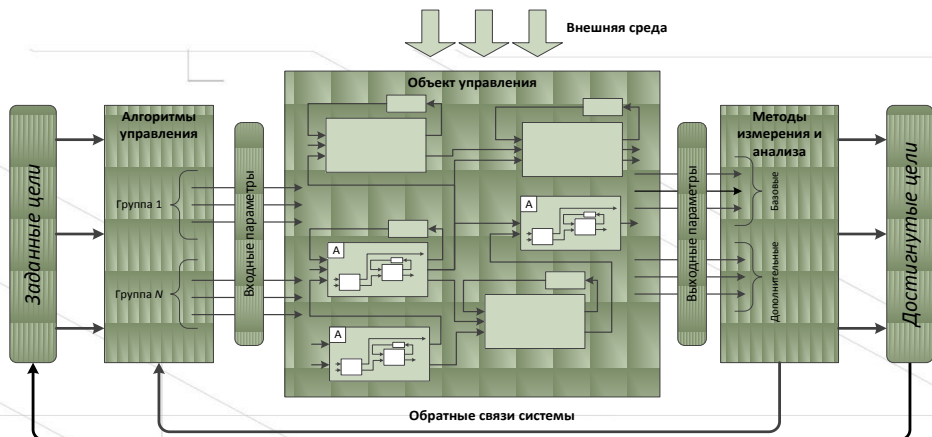 Внешняя среда
Объект управления
Заданные цели
Алгоритмы
управления
Группа 1
Группа N
Входные параметры
A
A
A
Выходные параметры
Методы
измерения и
анализа
Базовые
Дополнительные
Достигнутые цели
Обратные связи системы